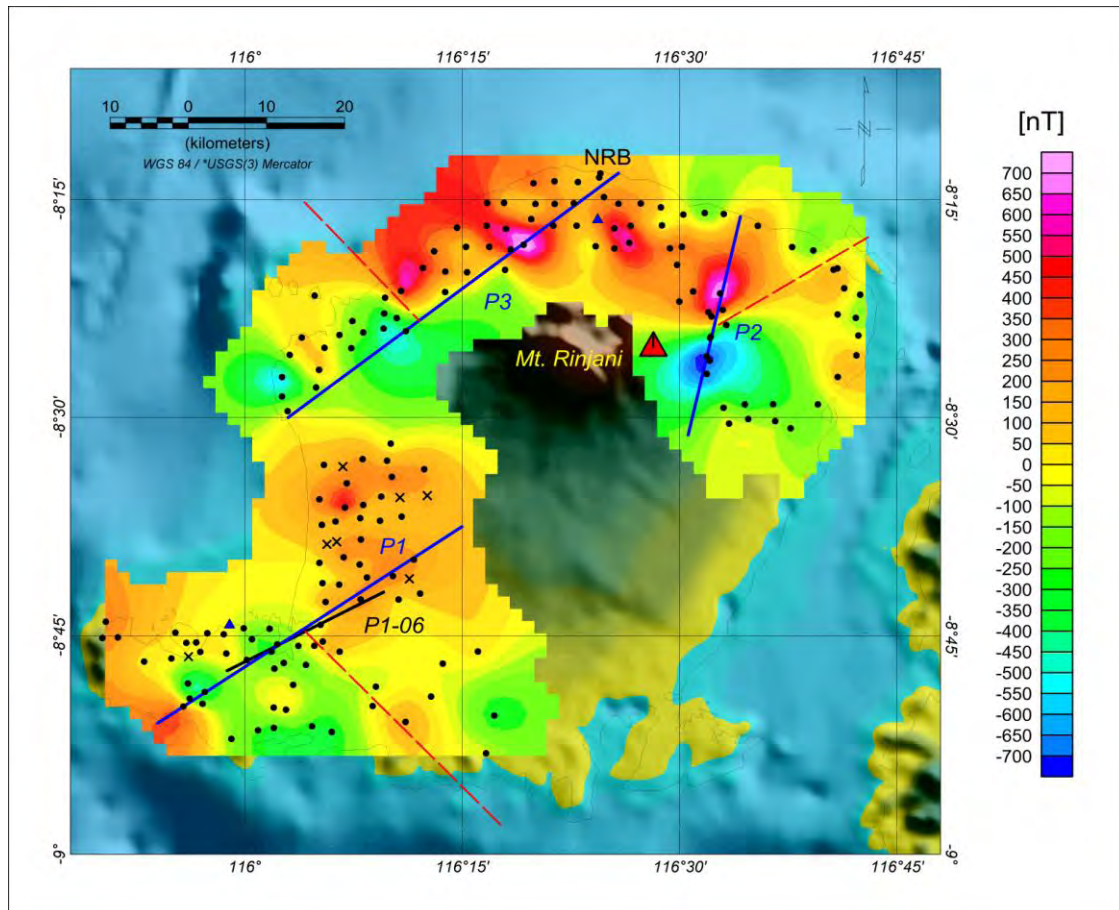 116° 116°15' 116°30' 116°45'
[nT]
10 0 10 20
(kilometers)
WGS 84 / *USGS(3) Mercator
N
NRB
-8°15' -8°15'
P3
P2
Mt. Rinjani
-8°30' -8°30'
P1
P1-06
-8°45' -8°45'
-9° -9°
116° 116°15' 116°30' 116°45'
700
650
600
550
500
450
400
350
300
250
200
150
100
50
0
-50
-100
-150
-200
-250
-300
-350
-400
-450
-500
-550
-600
-650
-700